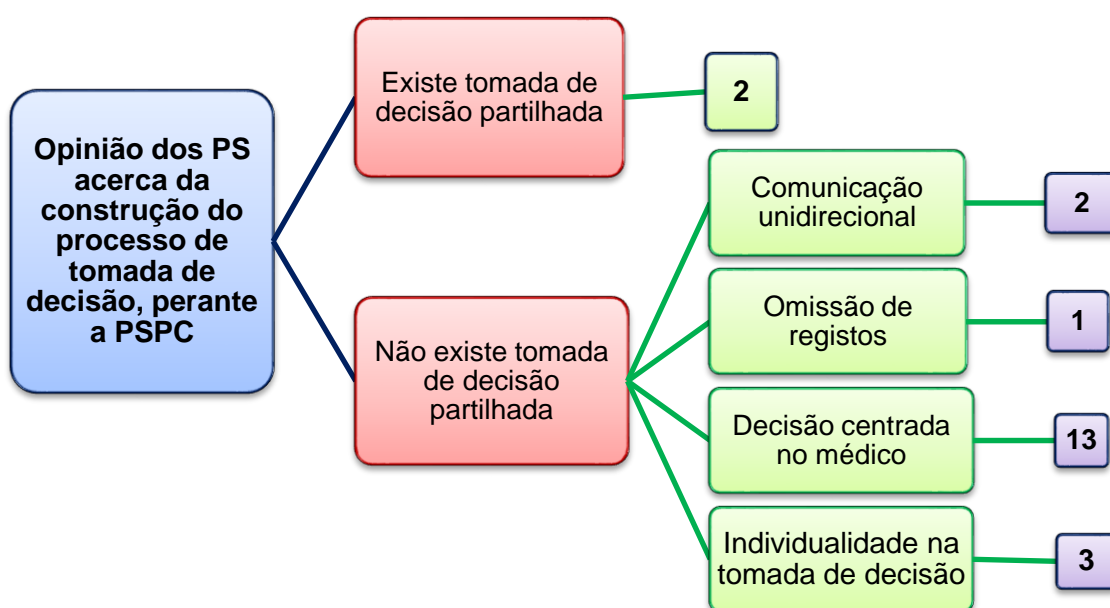 Opinião dos PS
acerca da
construção do
processo de
tomada de
decisão, perante
a PSPC
Existe tomada de
decisão partilhada
2
Não existe tomada
de decisão
partilhada
Comunicação
unidirecional
2
Omissão de
registos
1
Decisão centrada
no médico
13
Individualidade na
tomada de decisão
3